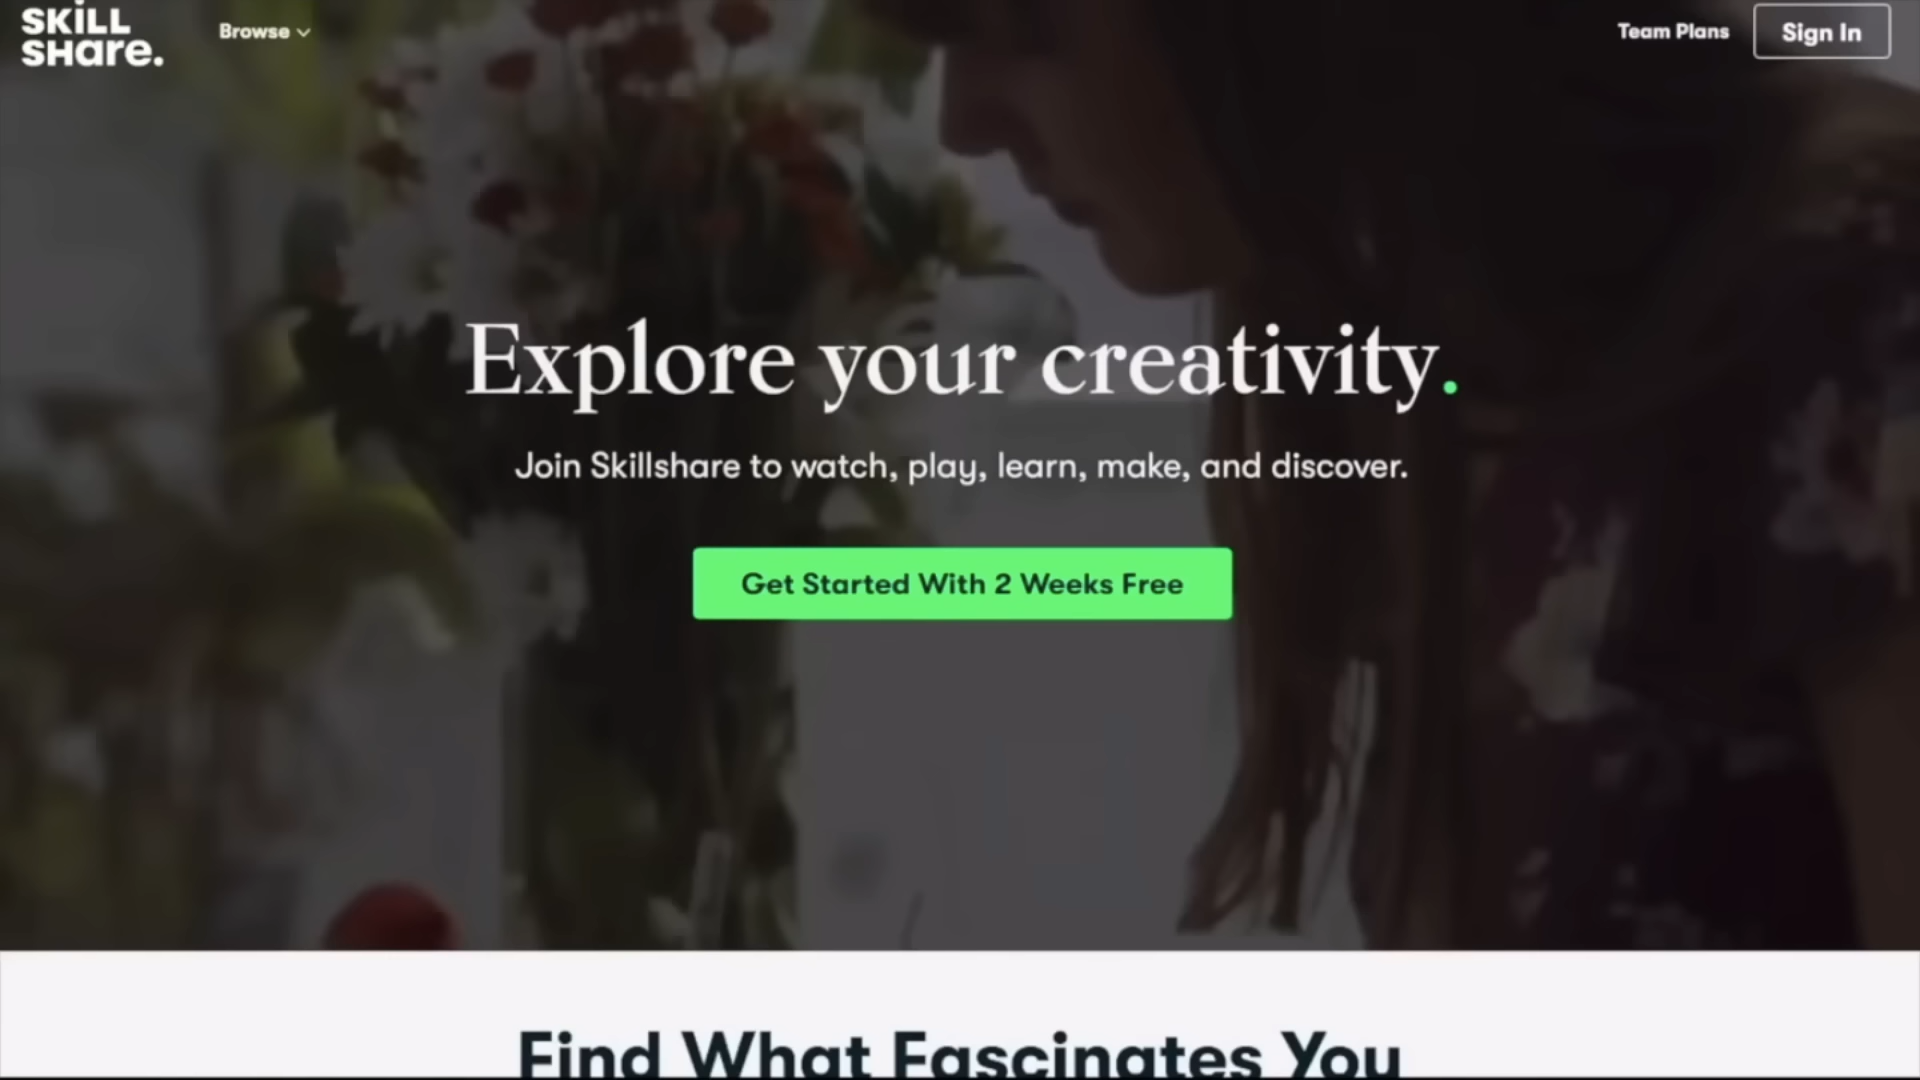 SKiLL
SHare.
Browse
Team Plans
Sign In
Explore your creativity.
Join Skillshare to watch, play, learn, make, and discover.
Get Started With 2 Weeks Free
Find What Fascinates You